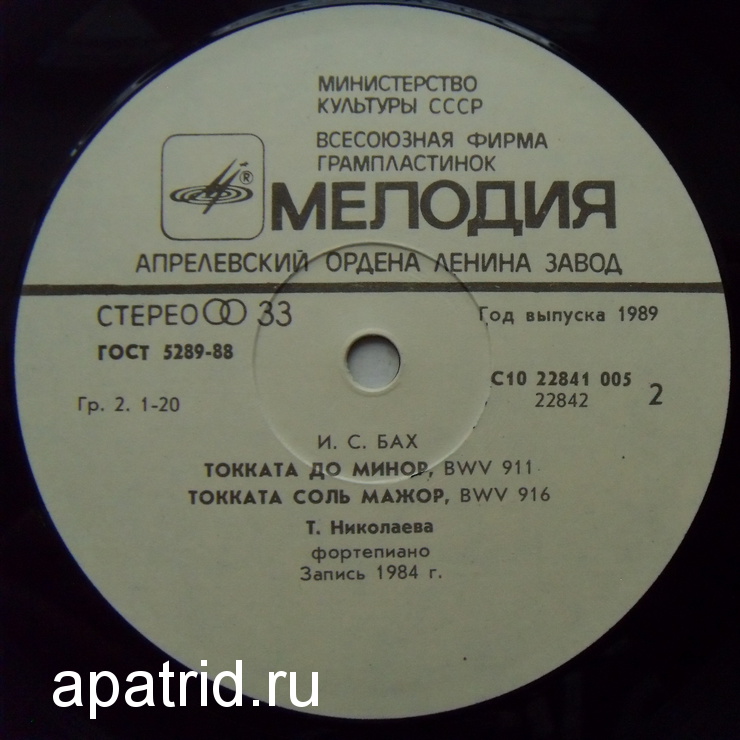 МИНИСТЕРСТВО
КУЛЬТУРЫ СССР
ВСЕСОЮЗНАЯ ФИРМА
ГРАМПЛАСТИНОК
®
МЕЛОДИЯ
АПРЕЛЕВСКИЙ ОРДЕНА ЛЕНИНА ЗАВОД
СТЕРЕО 33
Год выпуска 1989
ГОСТ 5289-88
С10 22841 005
Гр. 2. 1-20
22842
2
И. С. БАХ
ТОККАТА ДО МИНОР, BWV 911
ТОККАТА СОЛЬ МАЖОР, BWV 916
Т. Николаева
фортепиано
Запись 1984 г.
apatrid.ru